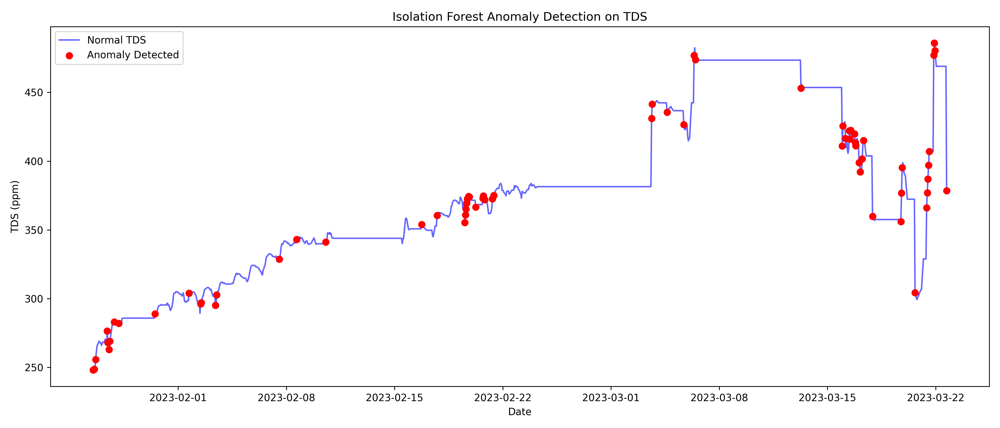 Isolation Forest Anomaly Detection on TDS
Normal TDS
Anomaly Detected
450
400
350
300
250
TDS (ppm)
2023-02-01
2023-02-08
2023-02-15
2023-02-22
2023-03-01
2023-03-08
2023-03-15
2023-03-22
Date